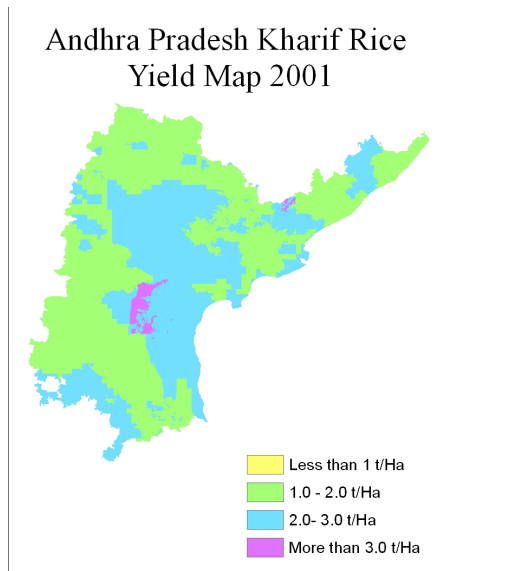 Andhra Pradesh Kharif Rice
Yield Map 2001
Less than 1 t/Ha
1.0 - 2.0 t/Ha
2.0- 3.0 t/Ha
More than 3.0 t/Ha